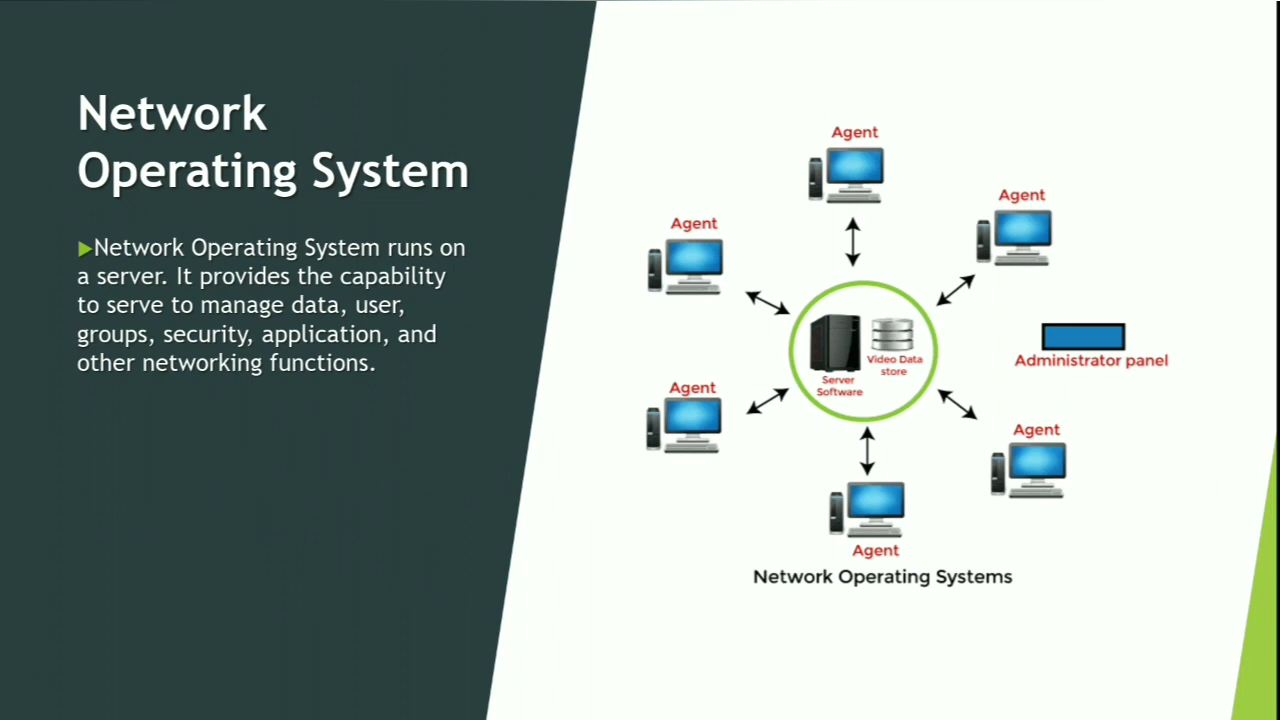 Network
Operating System
Network Operating System runs on
a server. It provides the capability
to serve to manage data, user,
groups, security, application, and
other networking functions.
Agent
Agent
Agent
Server
Software
Video Data
store
Administrator panel
Agent
Agent
Agent
Network Operating Systems